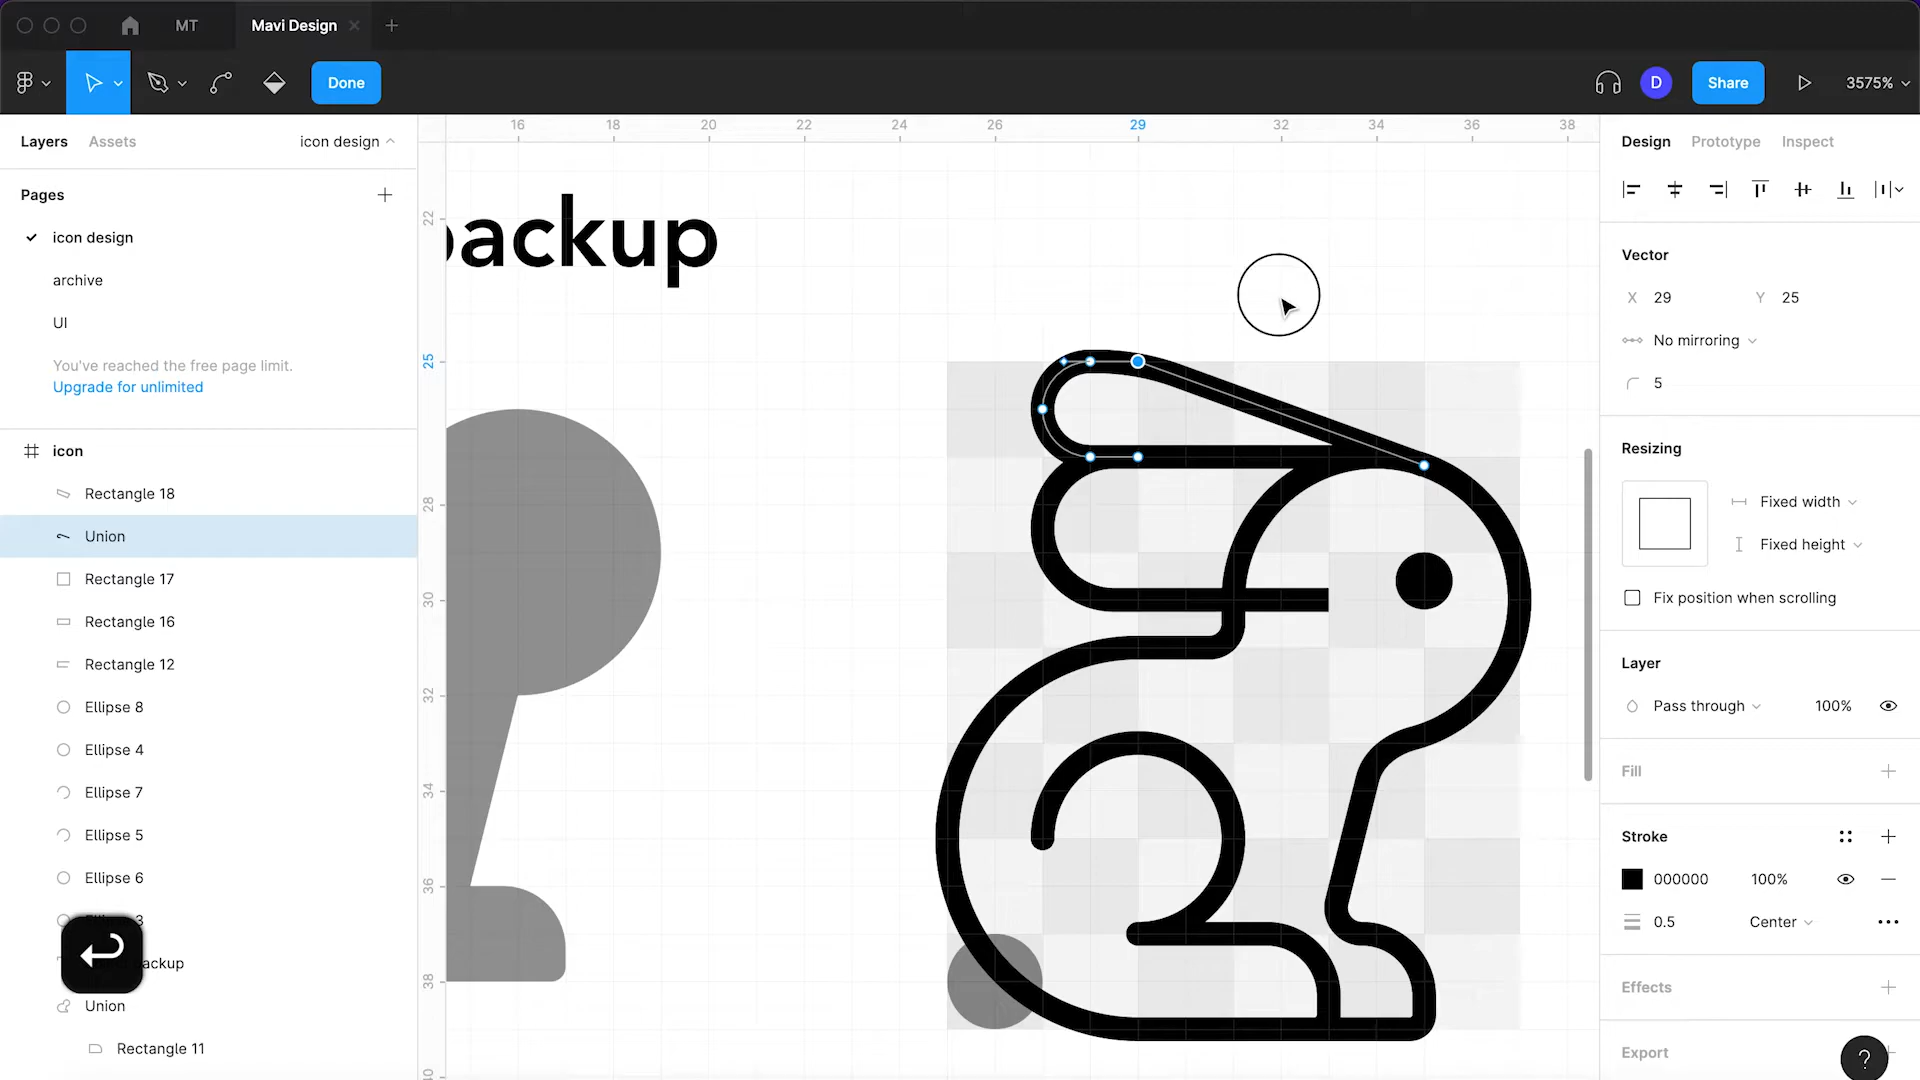 MT
Mavi Design
Done
D
Share
3575%
Layers
Assets
icon design
Pages
icon design
archive
UI
You've reached the free page limit.
Upgrade for unlimited
icon
Rectangle 18
Union
Rectangle 17
Rectangle 16
Rectangle 12
Ellipse 8
Ellipse 4
Ellipse 7
Ellipse 5
Ellipse 6
3
ackup
Union
Rectangle 11
16
18
20
22
24
26
29
32
34
36
38
22
25
28
30
32
34
36
38
40
backup
Design
Prototype
Inspect
Vector
X 29
Y 25
No mirroring
5
Resizing
Fixed width
Fixed height
Fix position when scrolling
Layer
Pass through
100%
Fill
Stroke
000000
100%
0.5
Center
Effects
Export
?